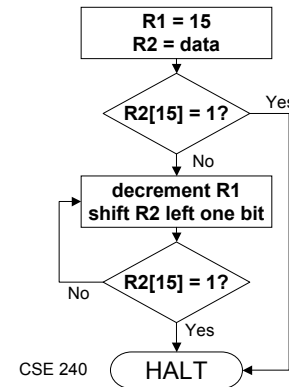 R1 = 15
R2 = data
R2[15] = 1?
Yes
No
decrement R1
shift R2 left one bit
R2[15] = 1?
No
Yes
CSE 240
HALT